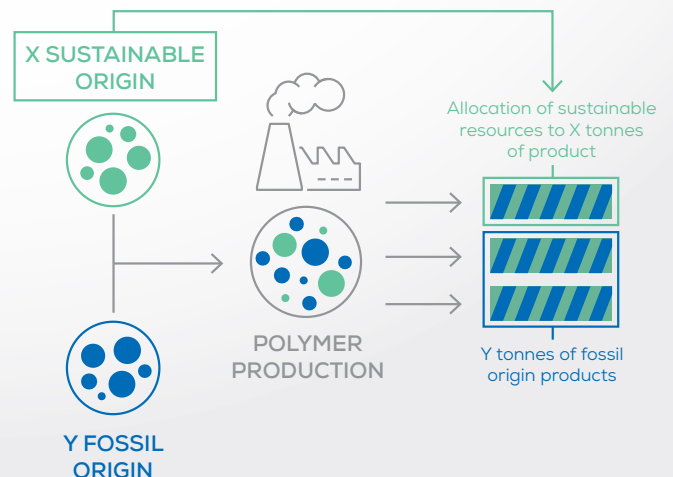 X SUSTAINABLE
ORIGIN
Allocation of sustainable
resources to X tonnes
of product
POLYMER
PRODUCTION
Y tonnes of fossil
origin products
Y FOSSIL
ORIGIN